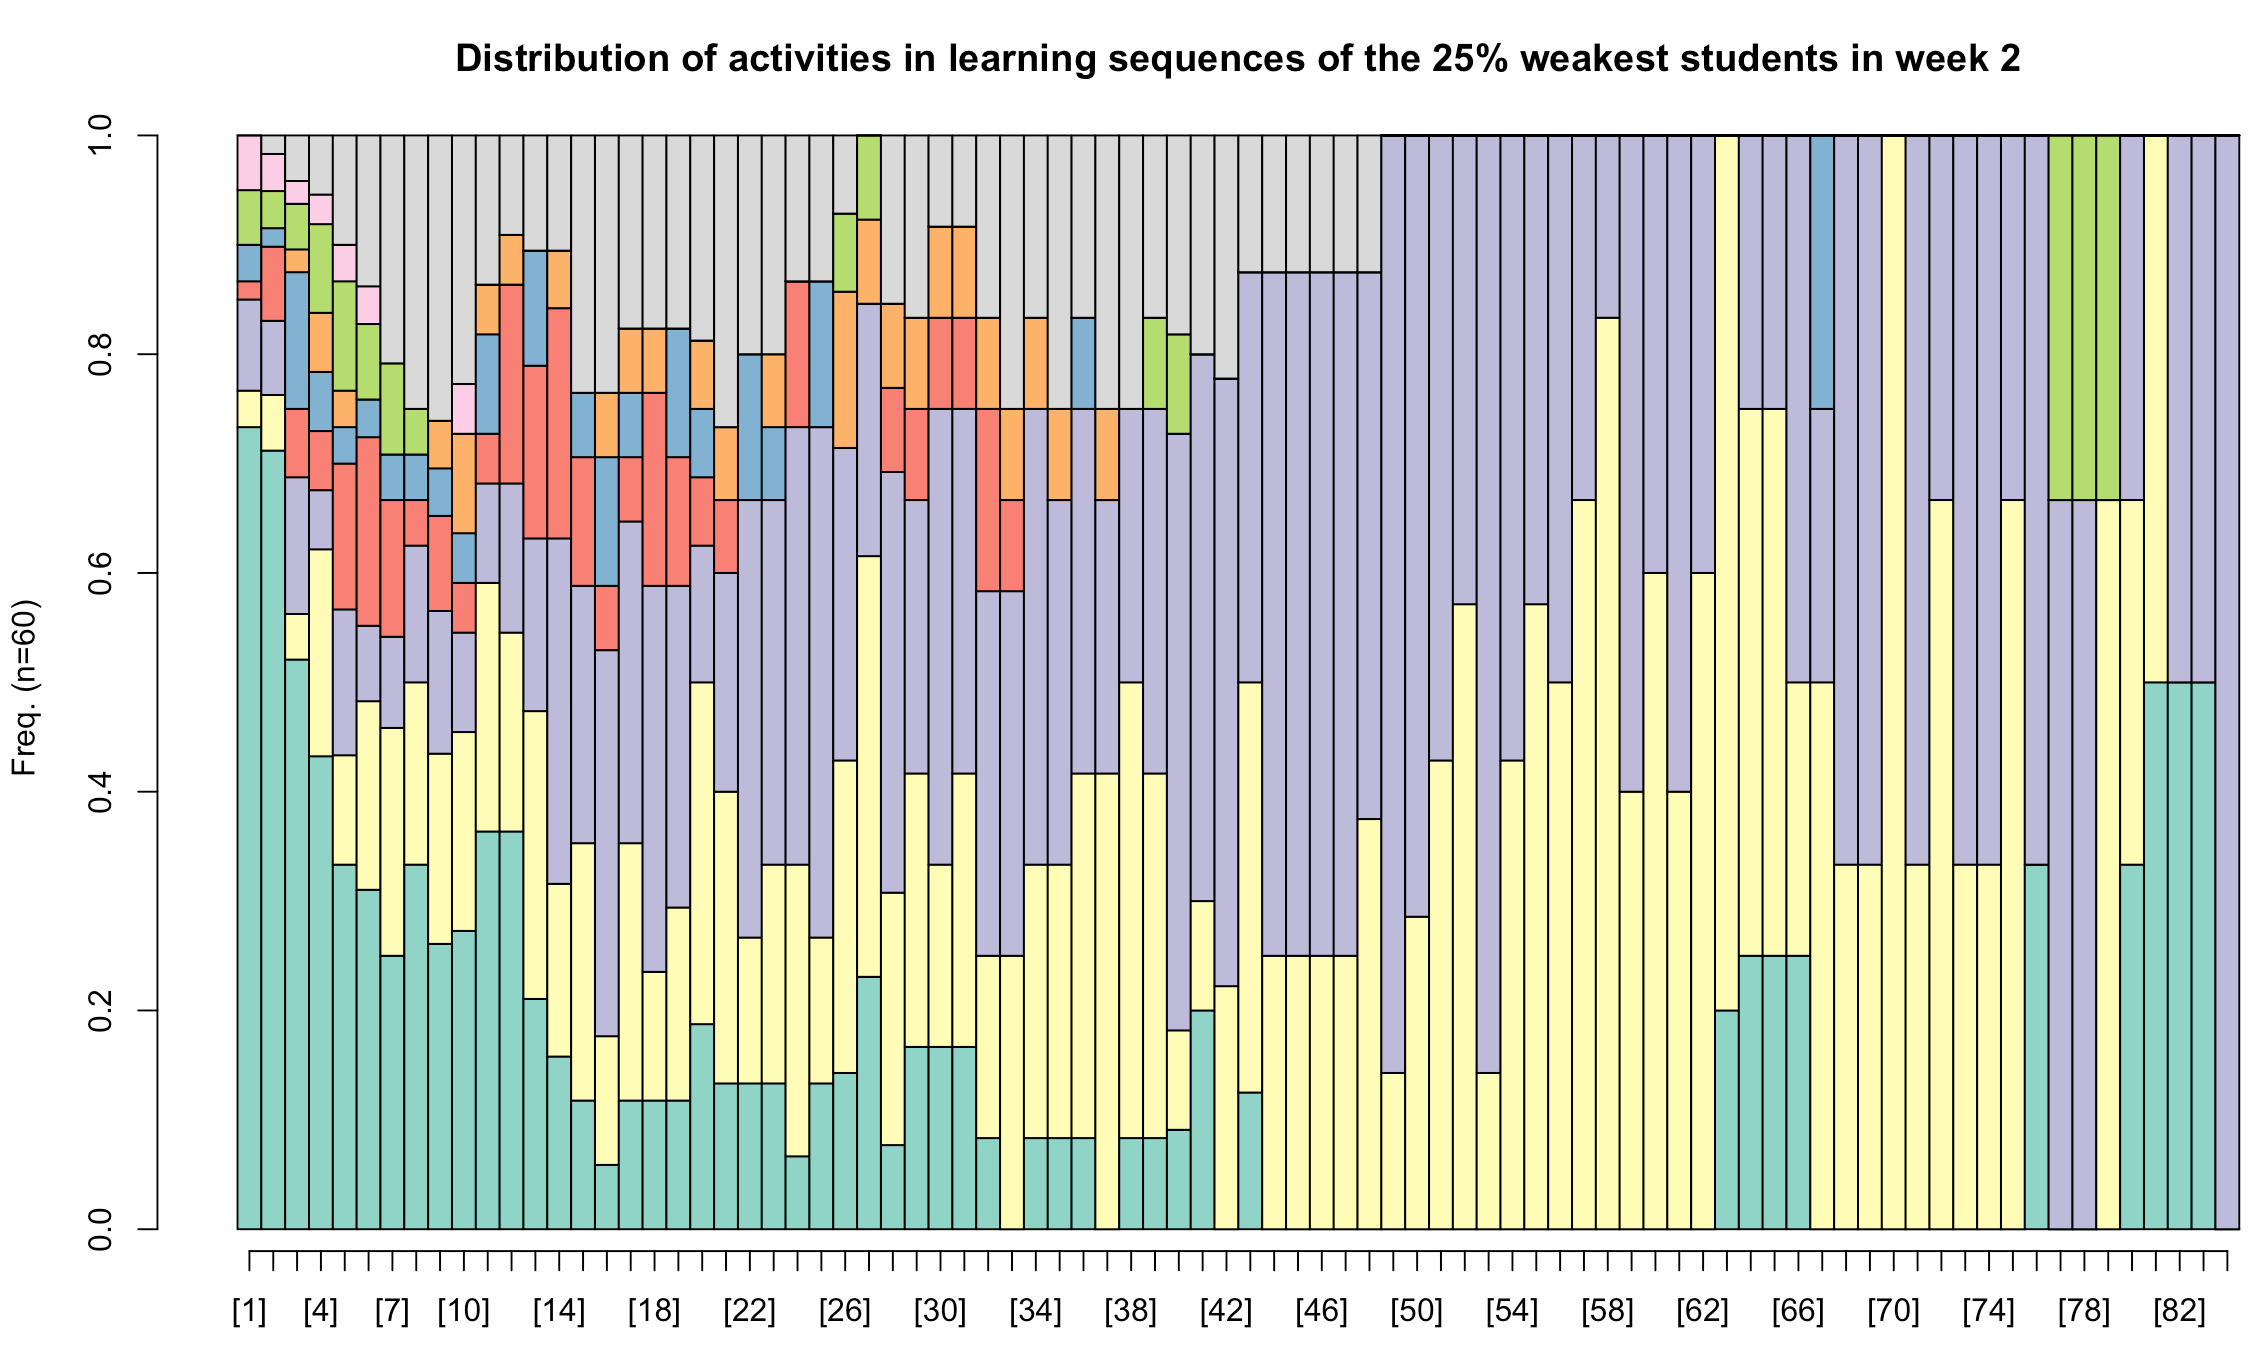 Distribution of activities in learning sequences of the 25% weakest students in week 2
Freq. (n=60)
1.0
0.8
0.6
0.4
0.2
0.0
[1] [4] [7] [10] [14] [18] [22] [26] [30] [34] [38] [42] [46] [50] [54] [58] [62] [66] [70] [74] [78] [82]